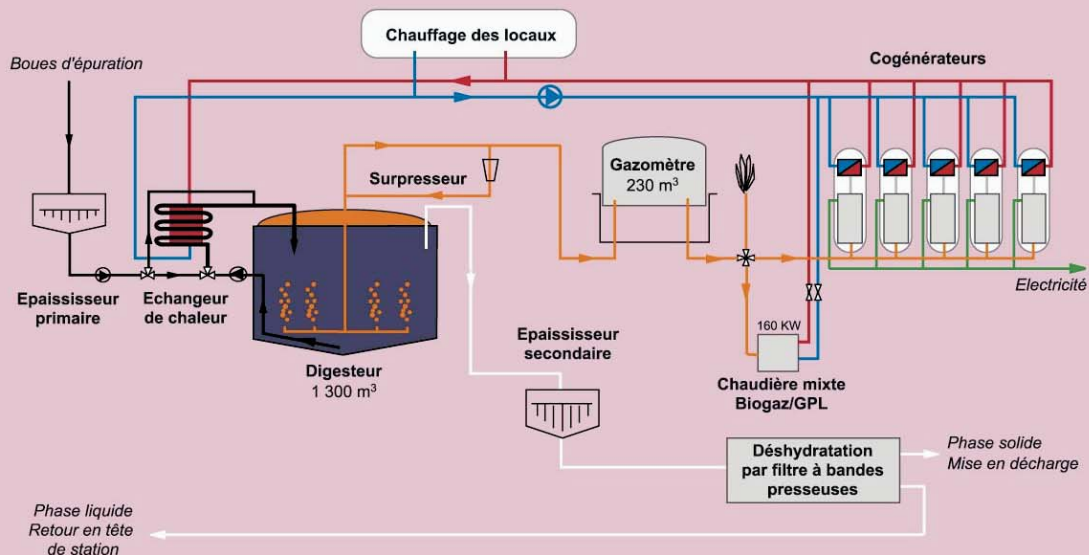 Chauffage des locaux
Boues d'épuration
Cogénérateurs
Surpresseur
Gazomètre
230 m³
Epaississeur
primaire
Echangeur
de chaleur
Digesteur
1 300 m³
Epaississeur
secondaire
160 KW
Chaudière mixte
Biogaz/GPL
Electricité
Déshydratation
par filtre à bandes
presseuses
Phase solide
Mise en décharge
Phase liquide
Retour en tête
de station